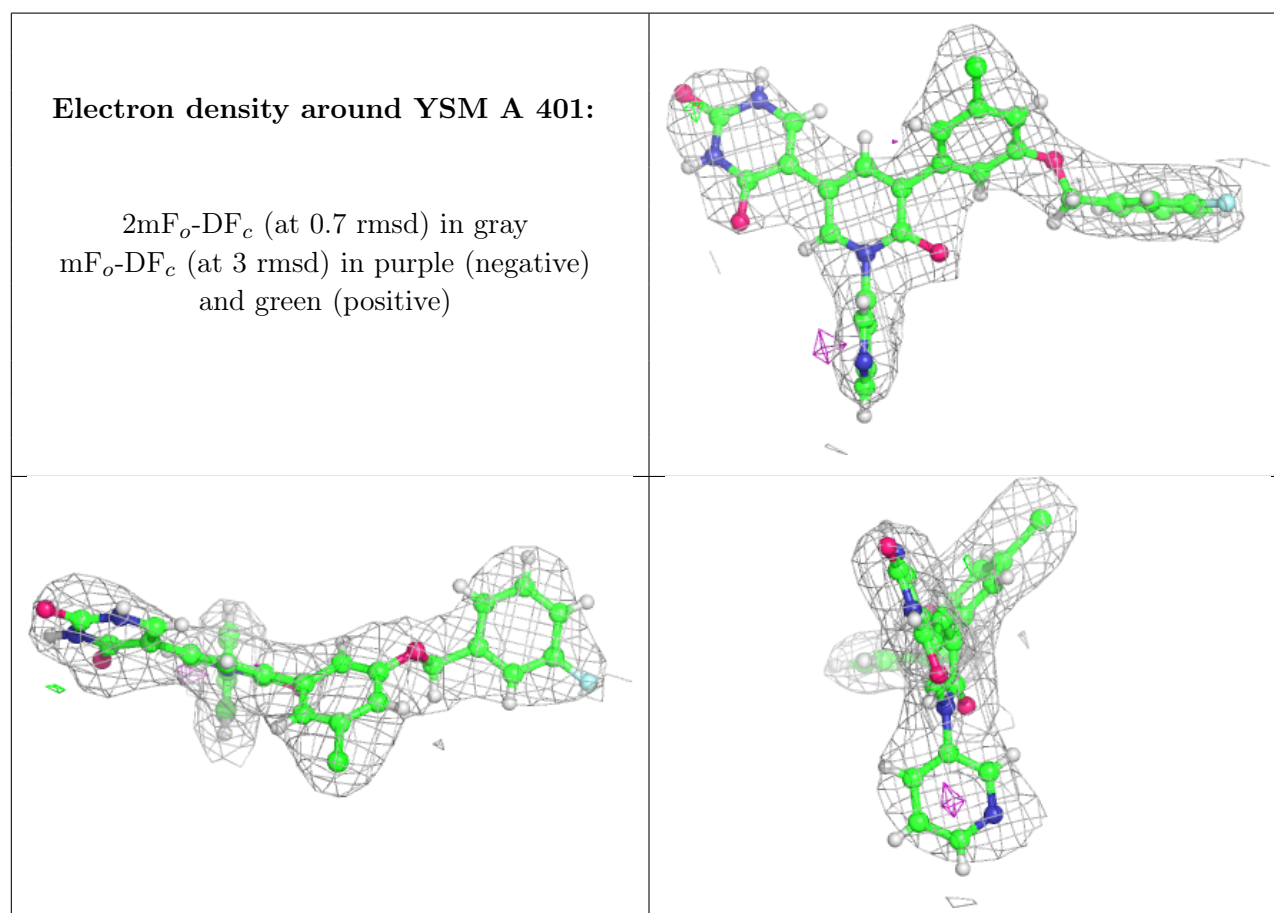 Electron density around YSM A 401:
2mFo-DFc (at 0.7 rmsd) in gray
mFo-DFc (at 3 rmsd) in purple (negative)
and green (positive)